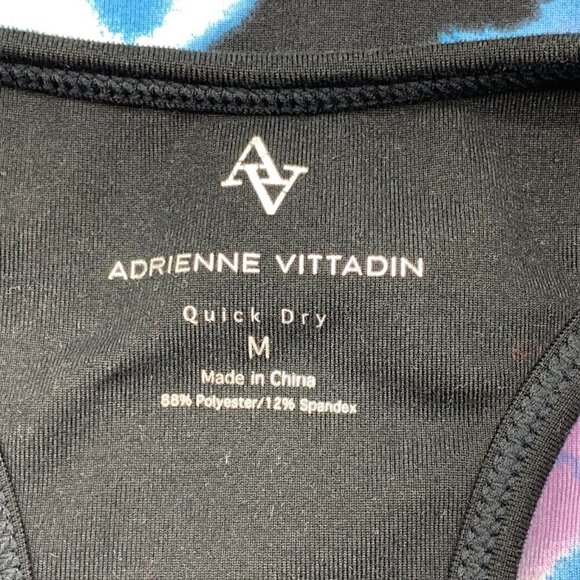 ADRIENNE VITTADIN
Quick Dry
M
Made in China
88% Polyester/12% Spandex